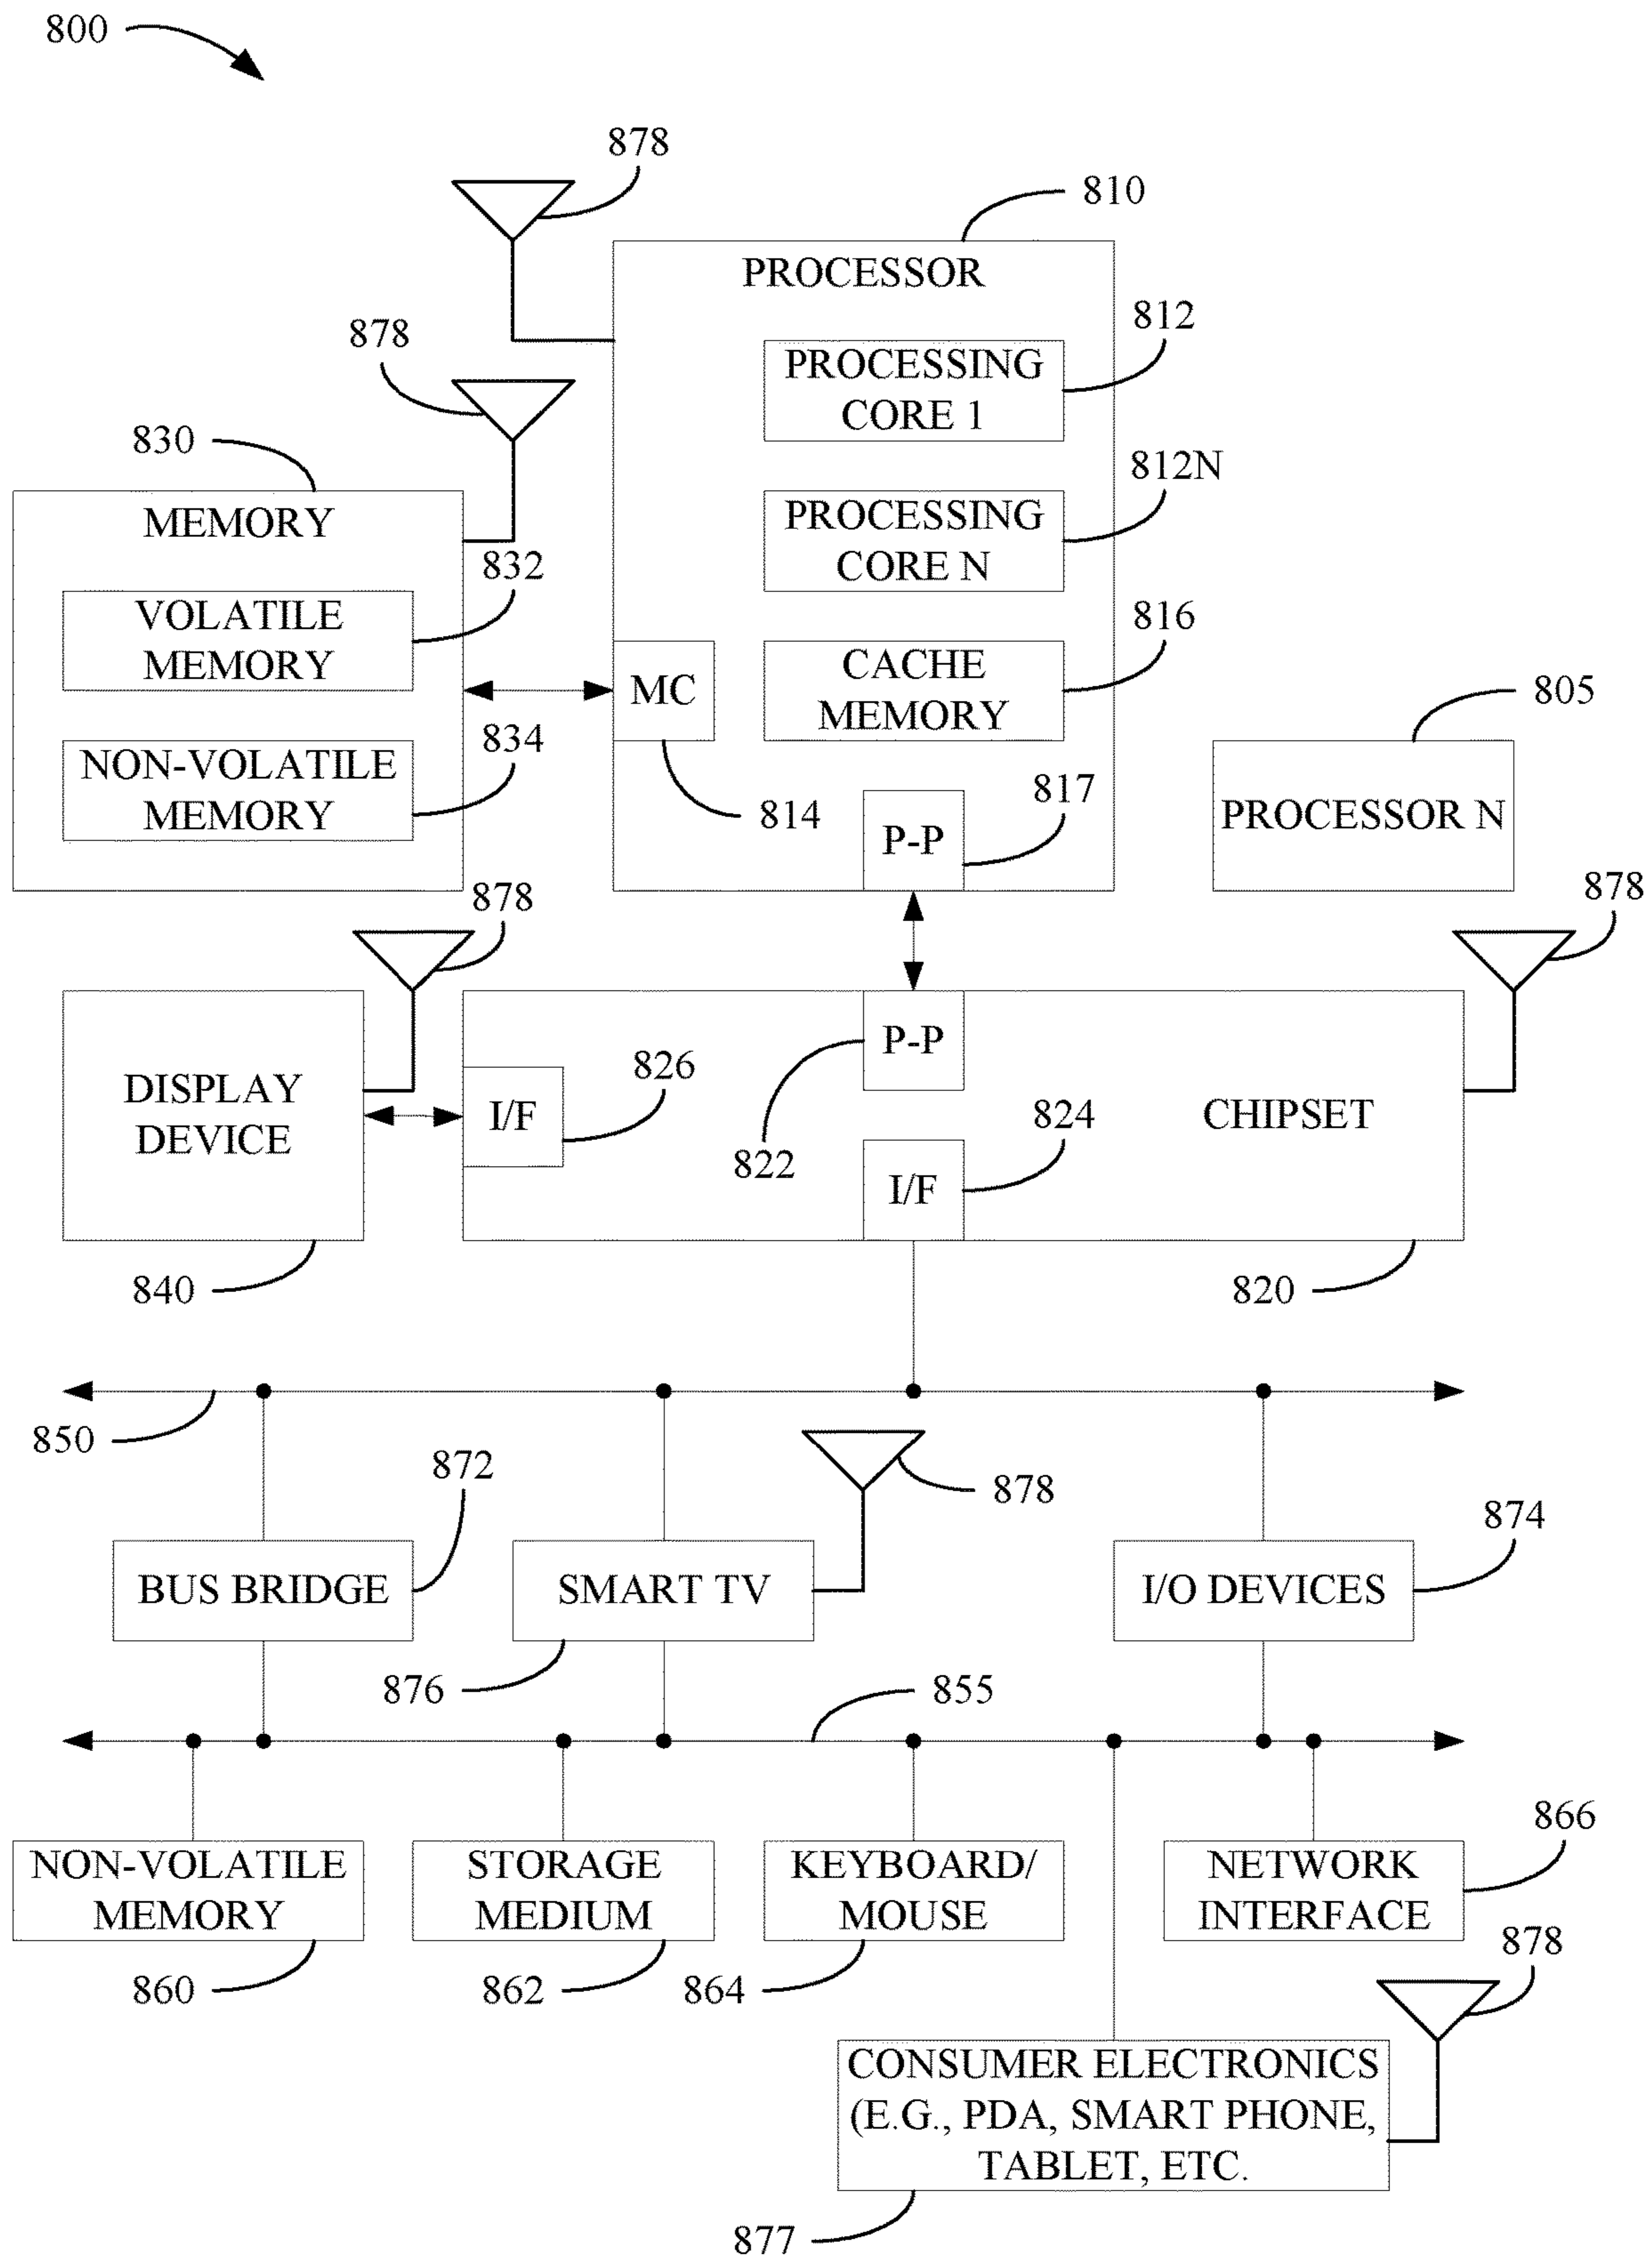 800
878
810
PROCESSOR
812
878
PROCESSING
CORE 1
830
812N
MEMORY
PROCESSING
CORE N
832
VOLATILE
MEMORY
816
MC
CACHE
MEMORY
805
834
NON-VOLATILE
MEMORY
814
817
P-P
PROCESSOR N
878
878
DISPLAY
DEVICE
I/F
826
P-P
822
824
I/F
CHIPSET
840
820
850
872
878
874
BUS BRIDGE
SMART TV
I/O DEVICES
876
855
866
NON-VOLATILE
MEMORY
STORAGE
MEDIUM
KEYBOARD/
MOUSE
NETWORK
INTERFACE
860
862
864
878
CONSUMER ELECTRONICS
(E.G., PDA, SMART PHONE,
TABLET, ETC.
877